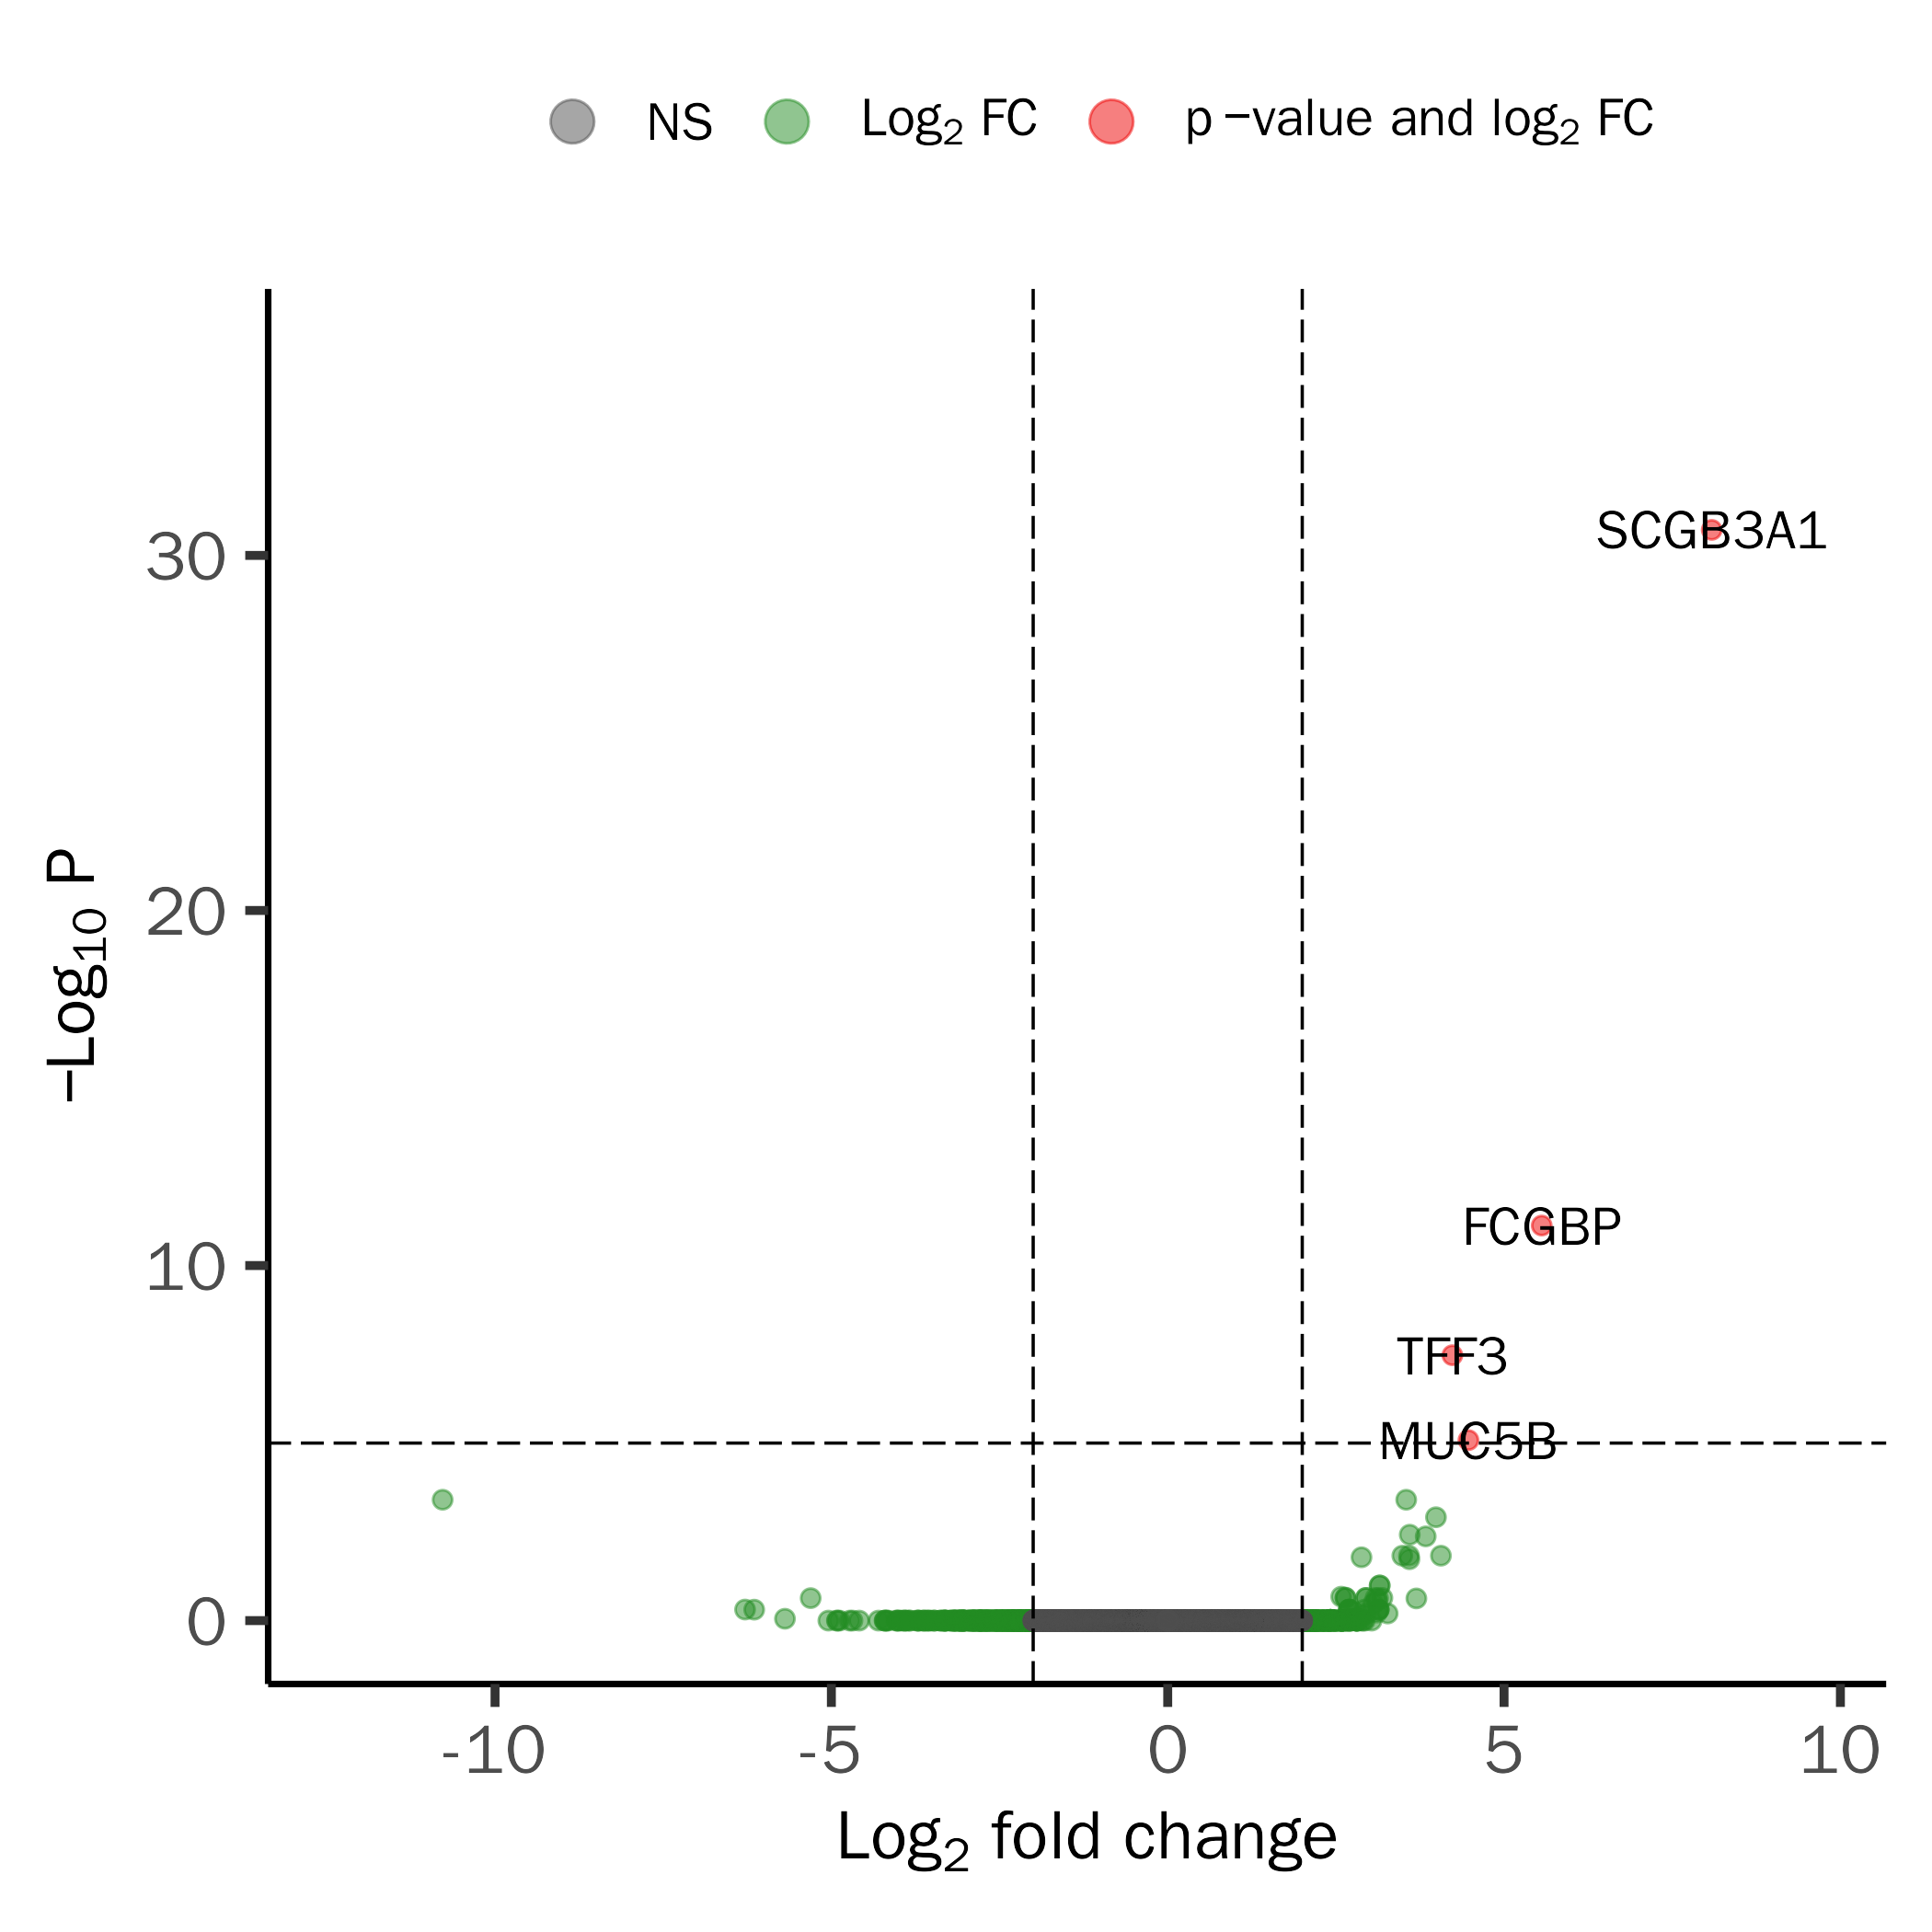 NS Log2 FC p −value and log2 FC
−Log10 P
30
20
10
0
SCGB3A1
FCGBP
TFF3
MUC5B
-10 -5 0 5 10
Log2 fold change